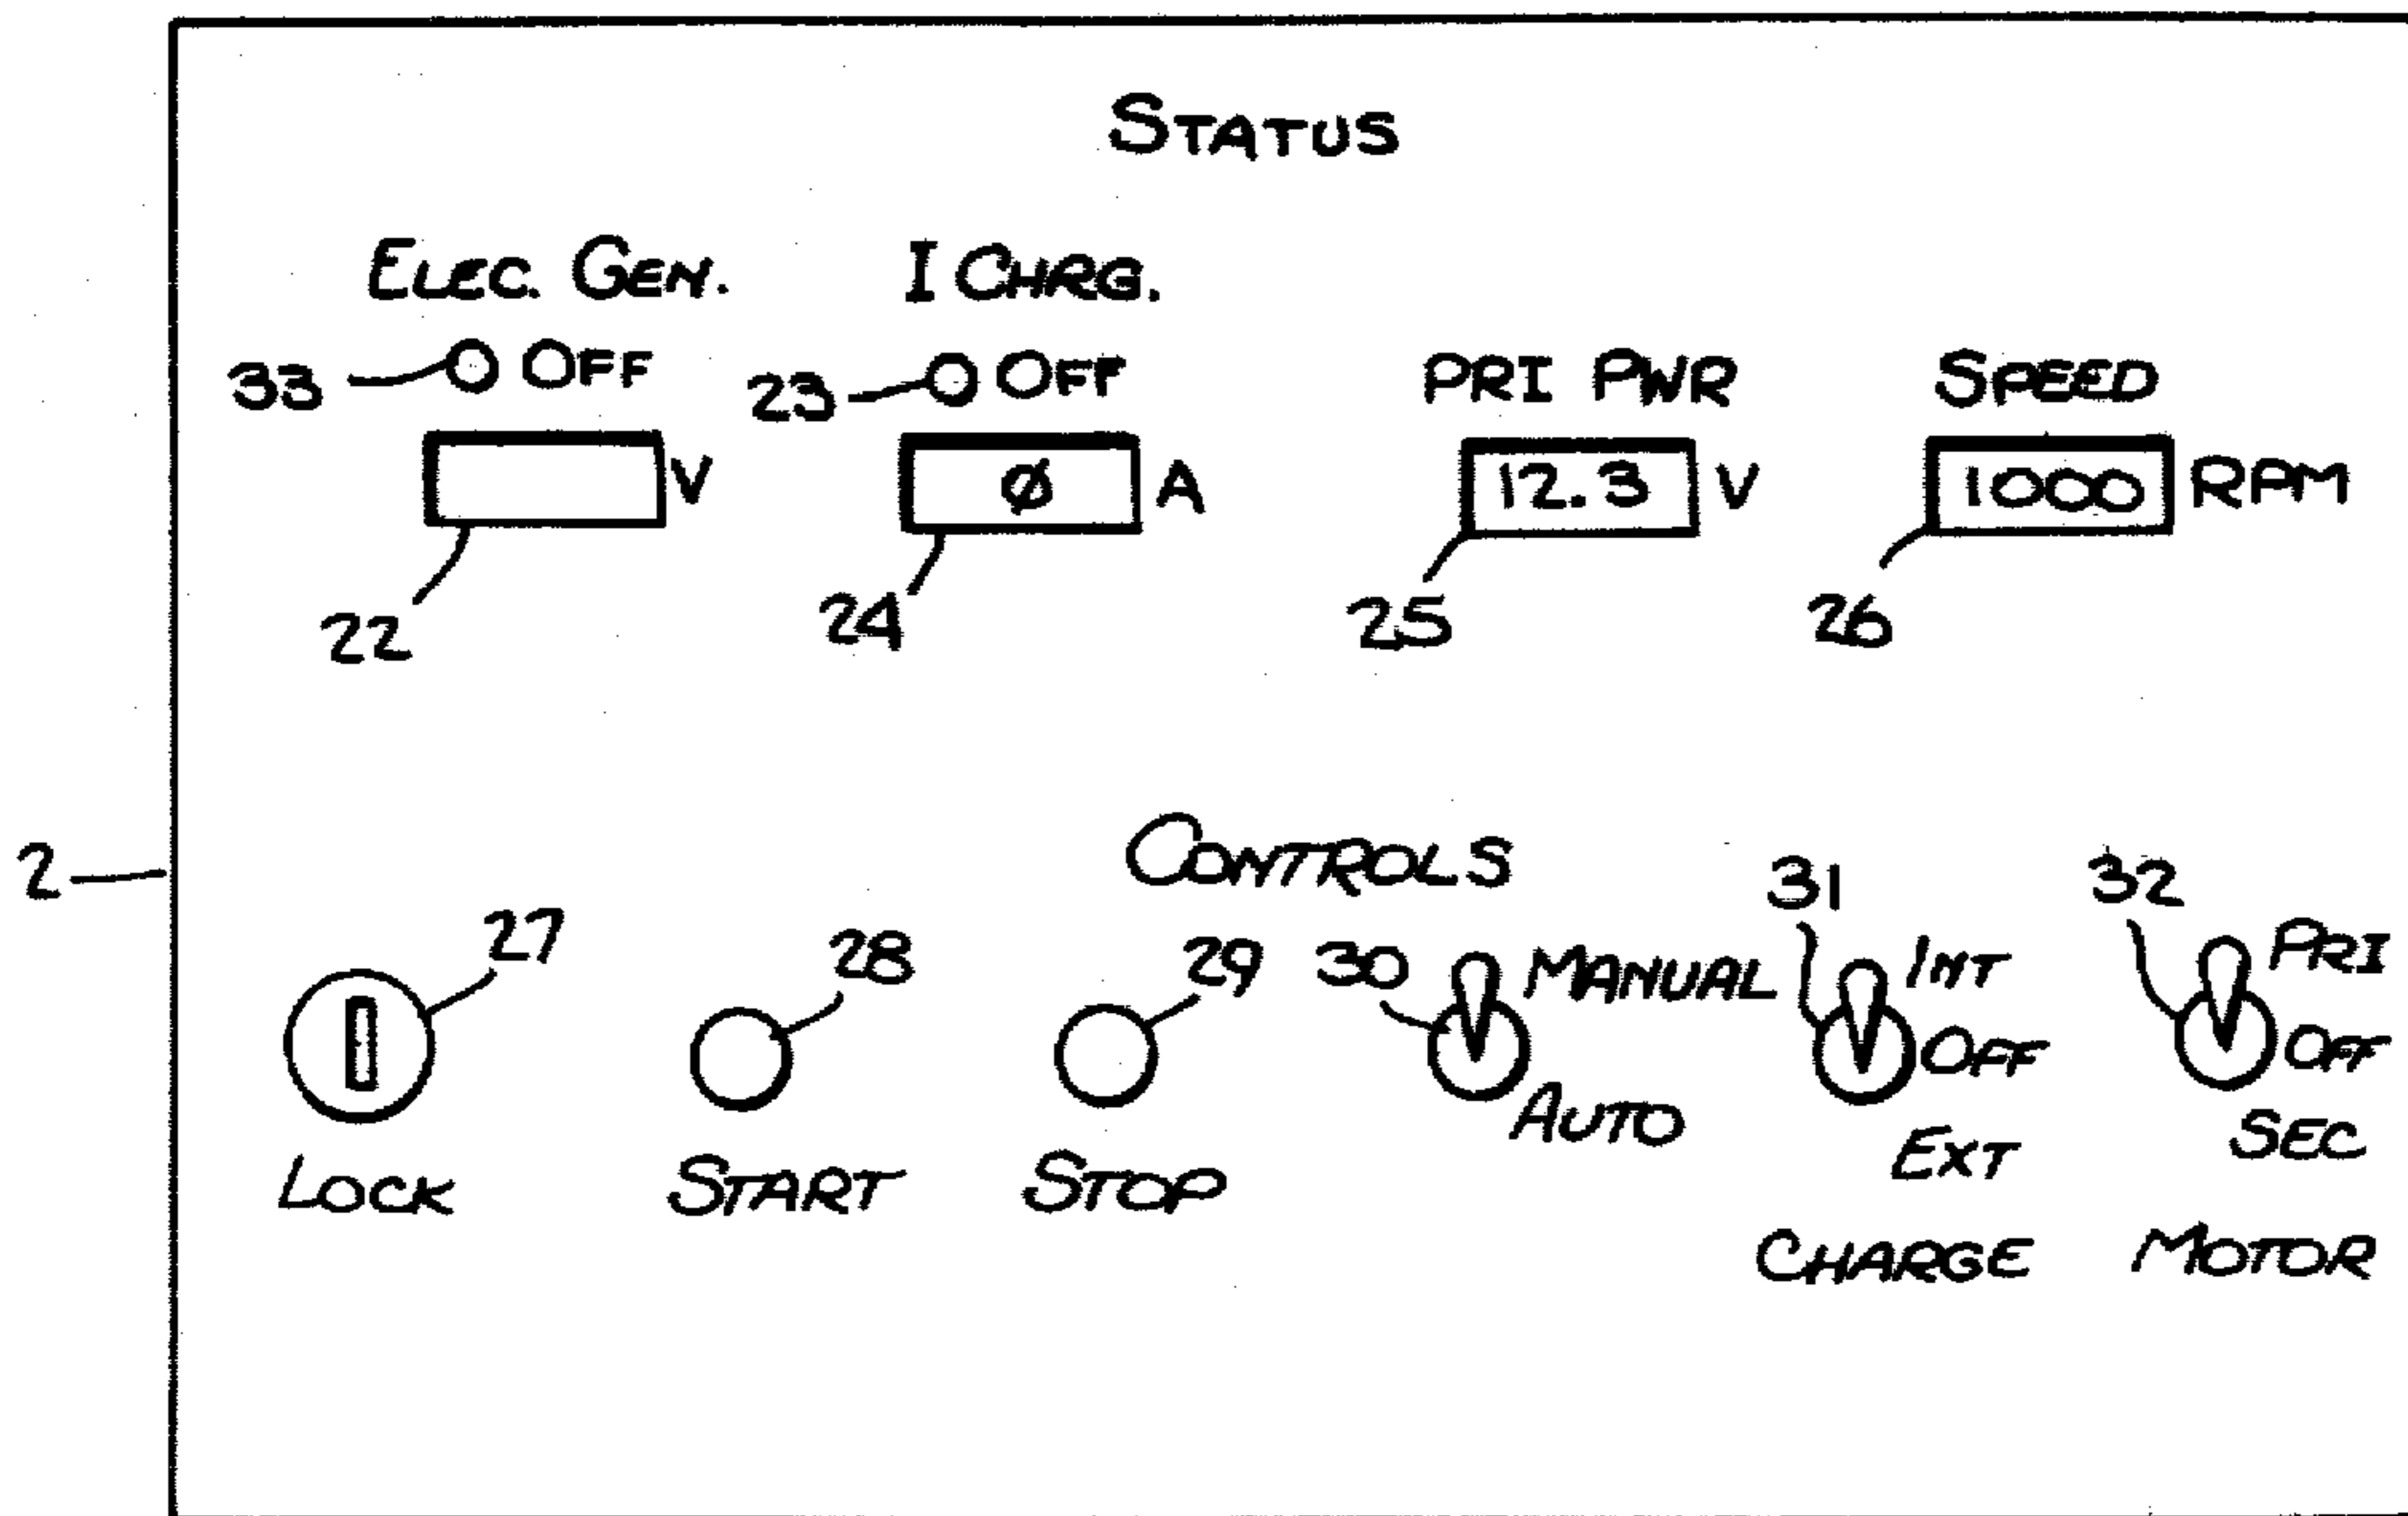 STATUS
ELEC. GEN. I CHRG.
33 OFF 23 OFF PRI PWR SPEED
V Ø A 12.3 V 1000 RPM
22 24 25 26
CONTROLS
2 27 28 29 30 MANUAL 31 INT 32 PRI
OFF OFF
AUTO EXT SEC
LOCK START STOP
CHARGE MOTOR